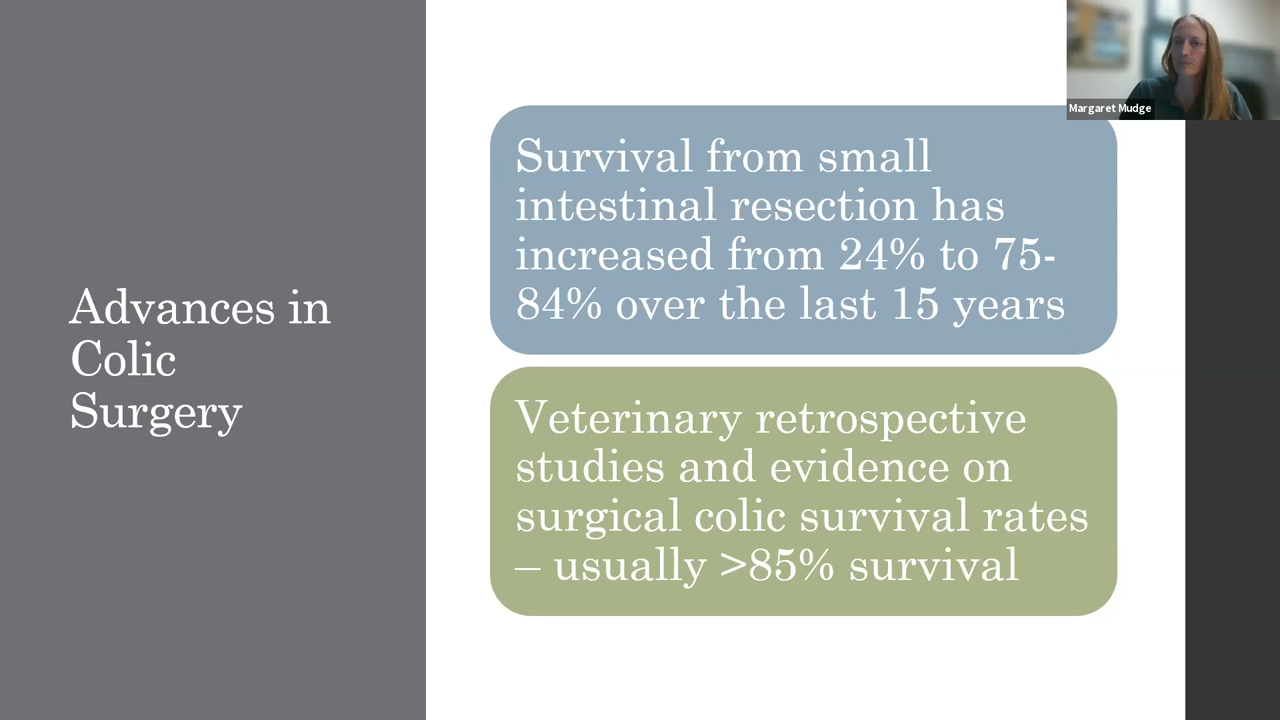 Margaret Mudge
Advances in
Colic
Surgery
Survival from small
intestinal resection has
increased from 24% to 75-
84% over the last 15 years
Veterinary retrospective
studies and evidence on
surgical colic survival rates
– usually >85% survival